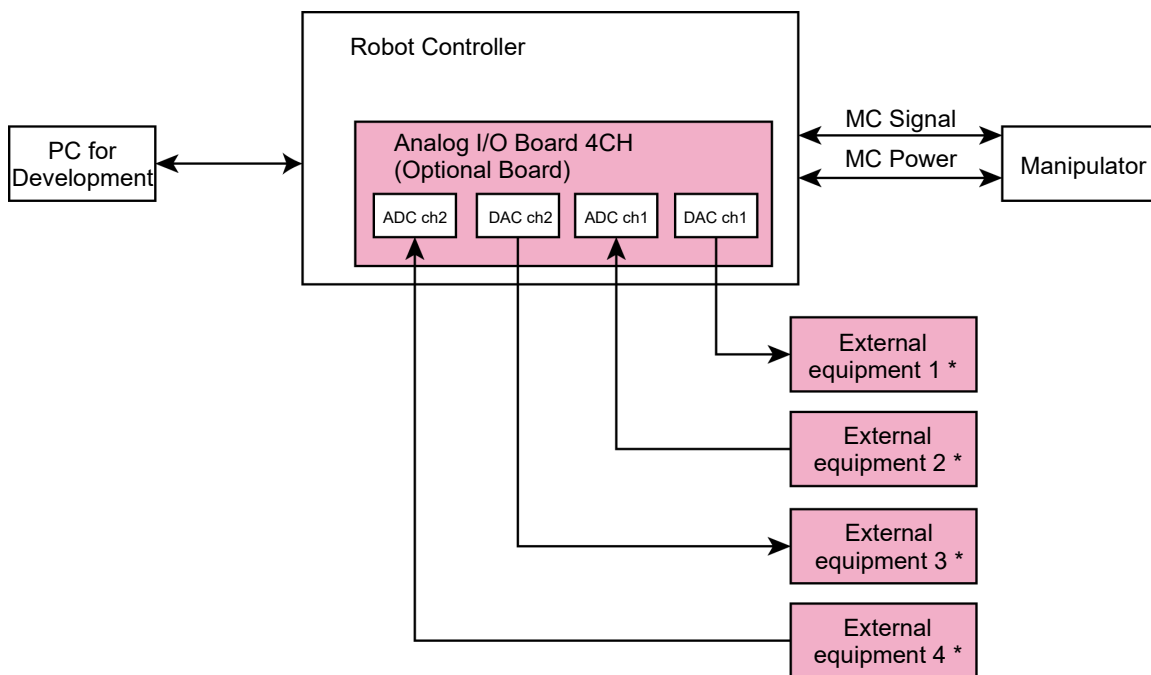 Robot Controller
Analog I/O Board 4CH
(Optional Board)
ADC ch2
DAC ch2
ADC ch1
DAC ch1
PC for
Development
MC Signal
MC Power
Manipulator
External
equipment 1 *
External
equipment 2 *
External
equipment 3 *
External
equipment 4 *